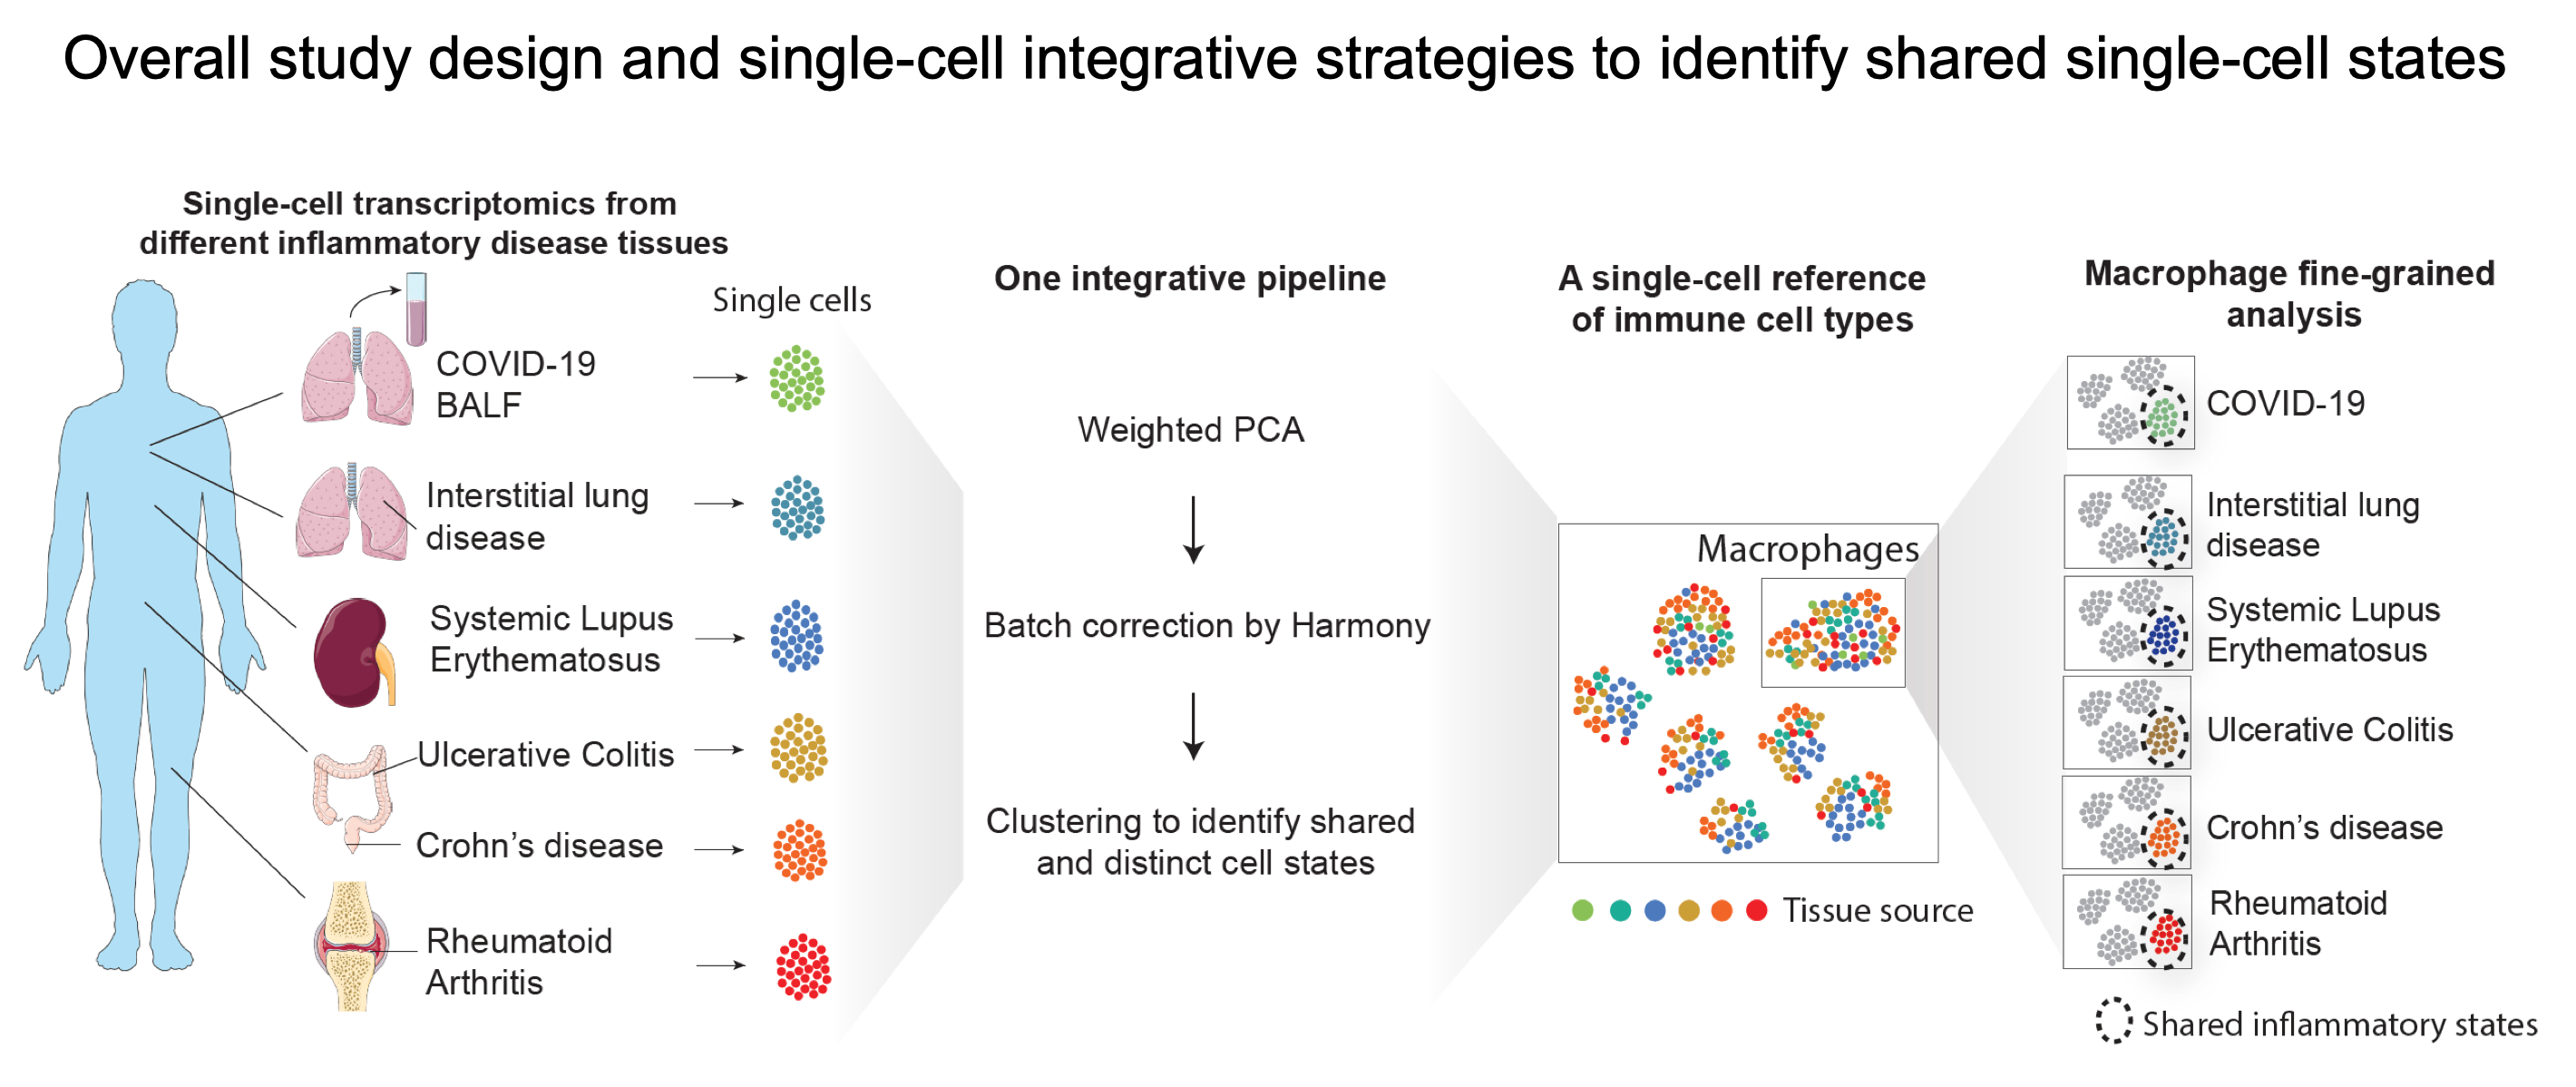 Overall study design and single-cell integrative strategies to identify shared single-cell states
Single-cell transcriptomics from
different inflammatory disease tissues
Single cells
COVID-19
BALF
Interstitial lung
disease
Systemic Lupus
Erythematosus
Ulcerative Colitis
Crohn’s disease
Rheumatoid
Arthritis
One integrative pipeline
Weighted PCA
Batch correction by Harmony
Clustering to identify shared
and distinct cell states
A single-cell reference
of immune cell types
Macrophages
Tissue source
Macrophage fine-grained
analysis
COVID-19
Interstitial lung
disease
Systemic Lupus
Erythematosus
Ulcerative Colitis
Crohn’s disease
Rheumatoid
Arthritis
Shared inflammatory states